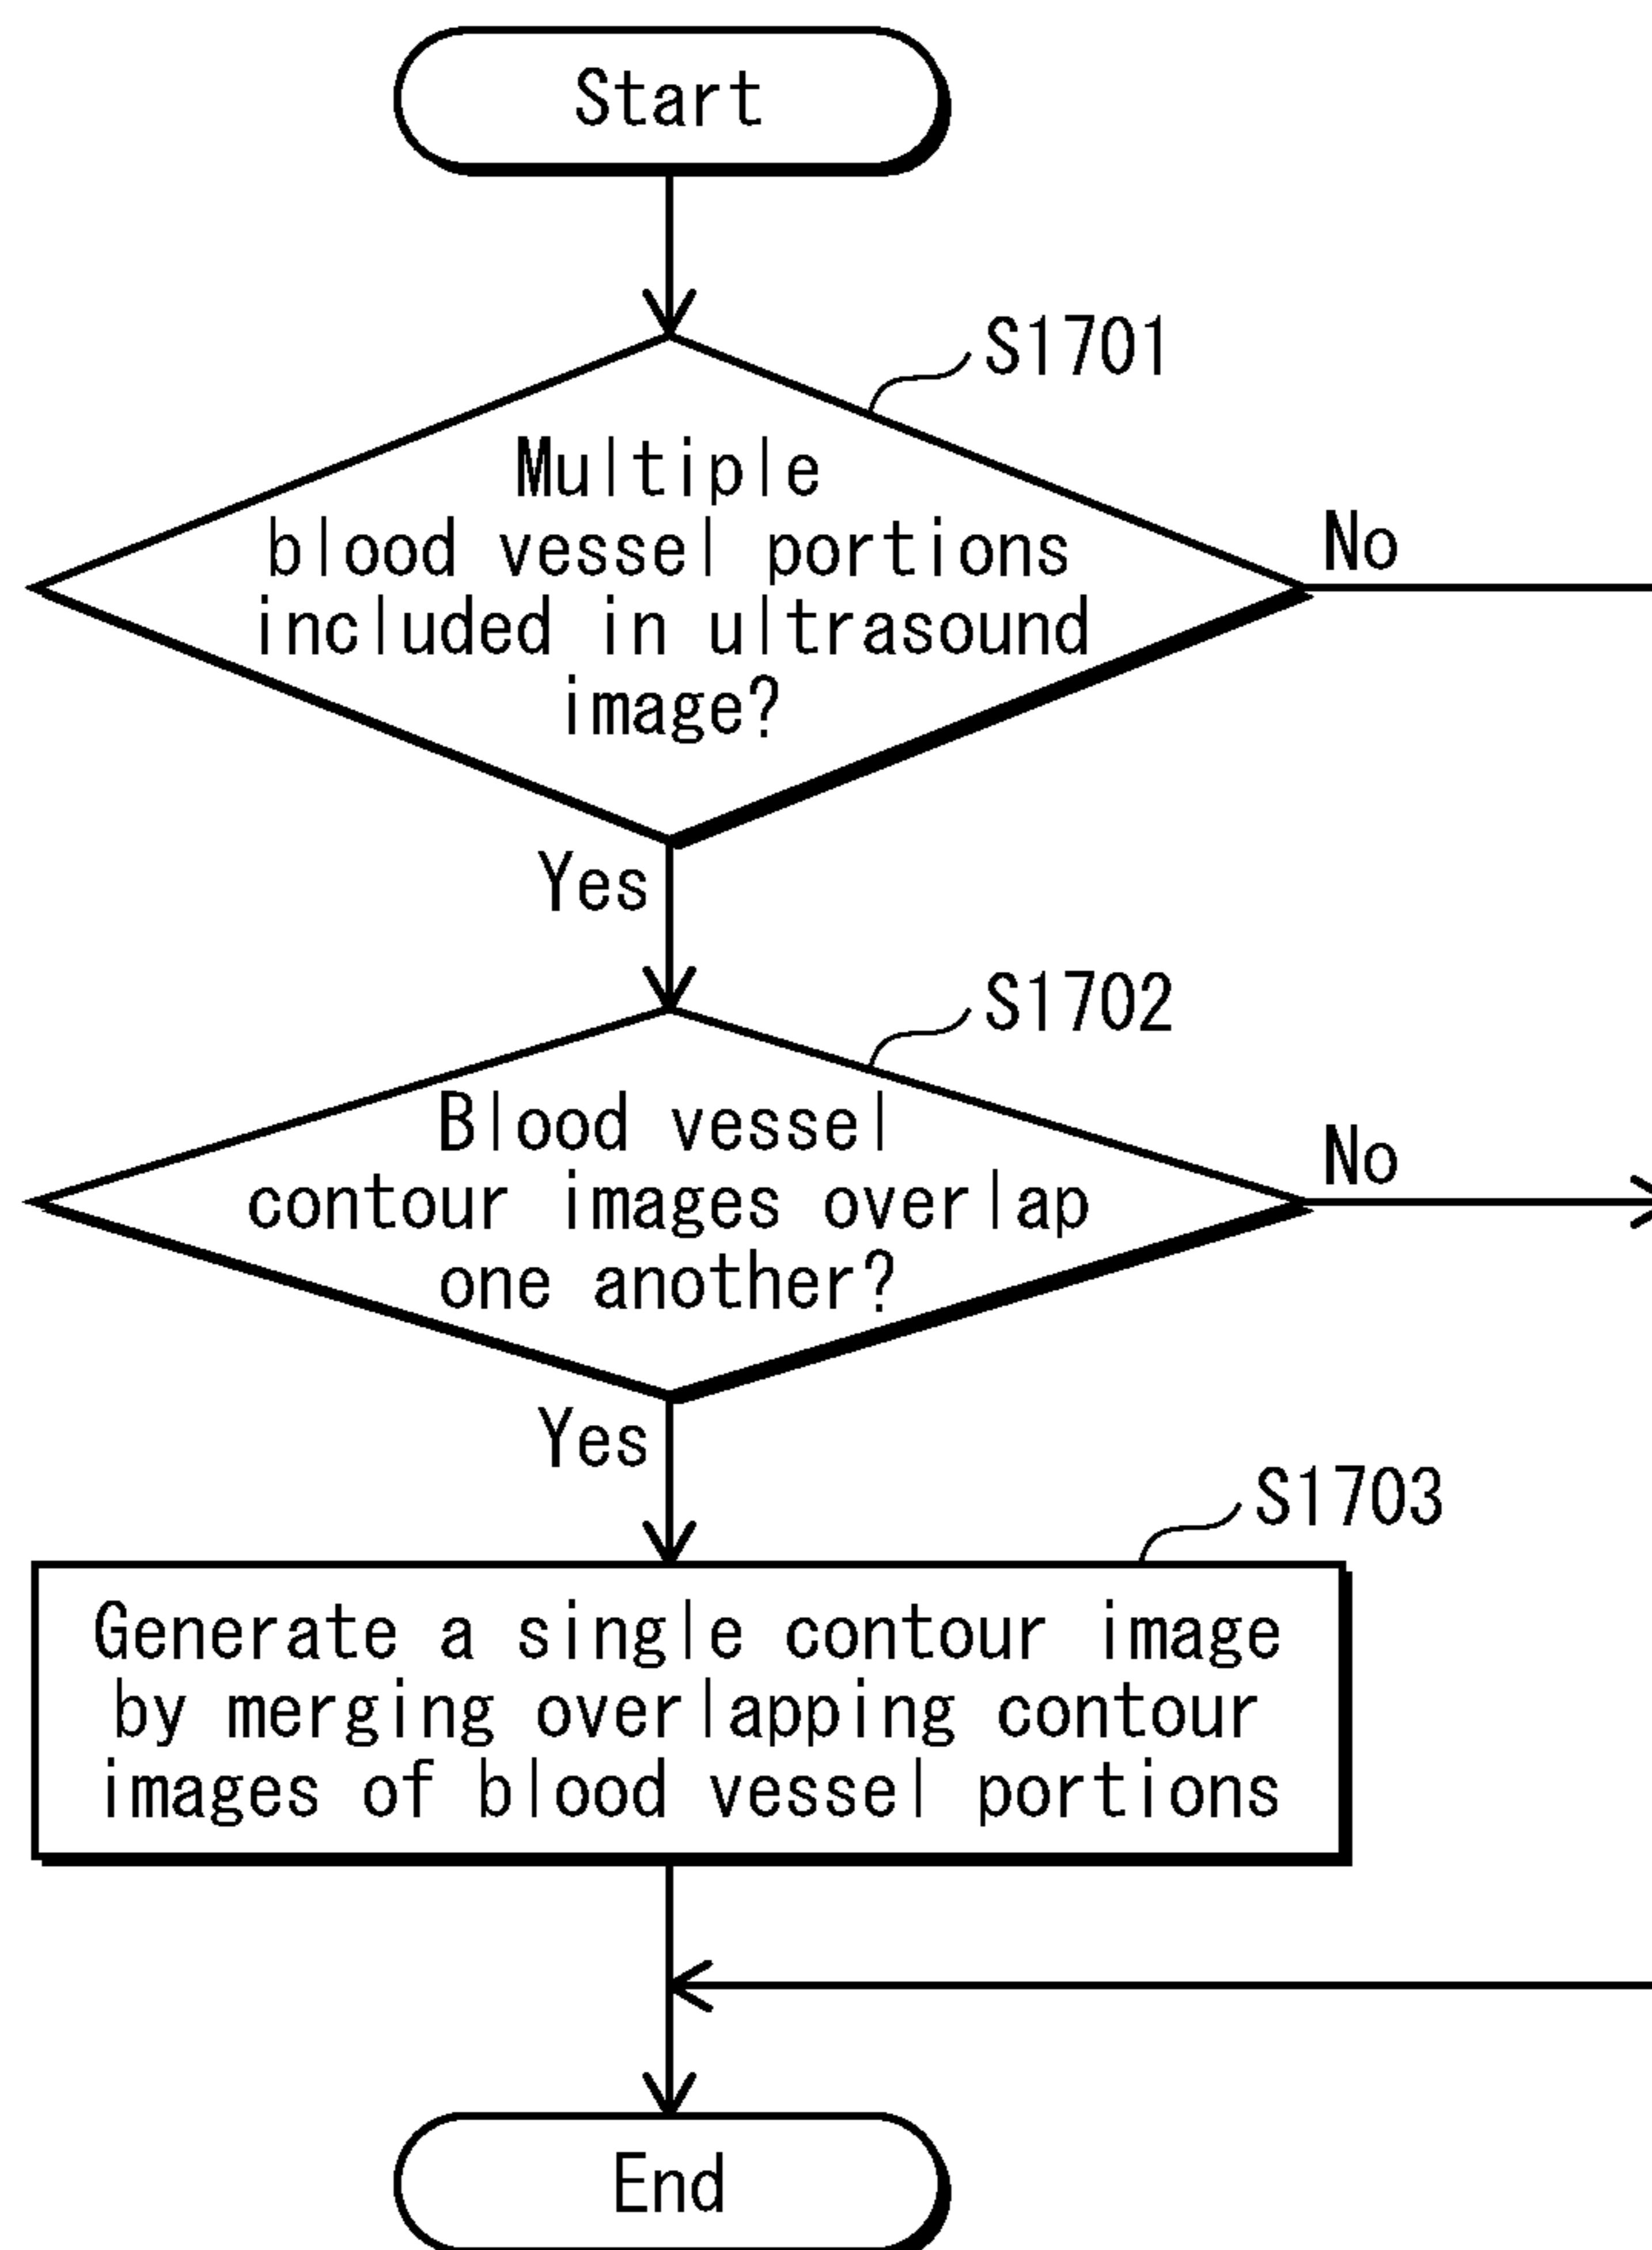 Start
S1701
Multiple
blood vessel portions
included in ultrasound
image?
No
Yes
S1702
Blood vessel
contour images overlap
one another?
No
Yes
S1703
Generate a single contour image
by merging overlapping contour
images of blood vessel portions
End